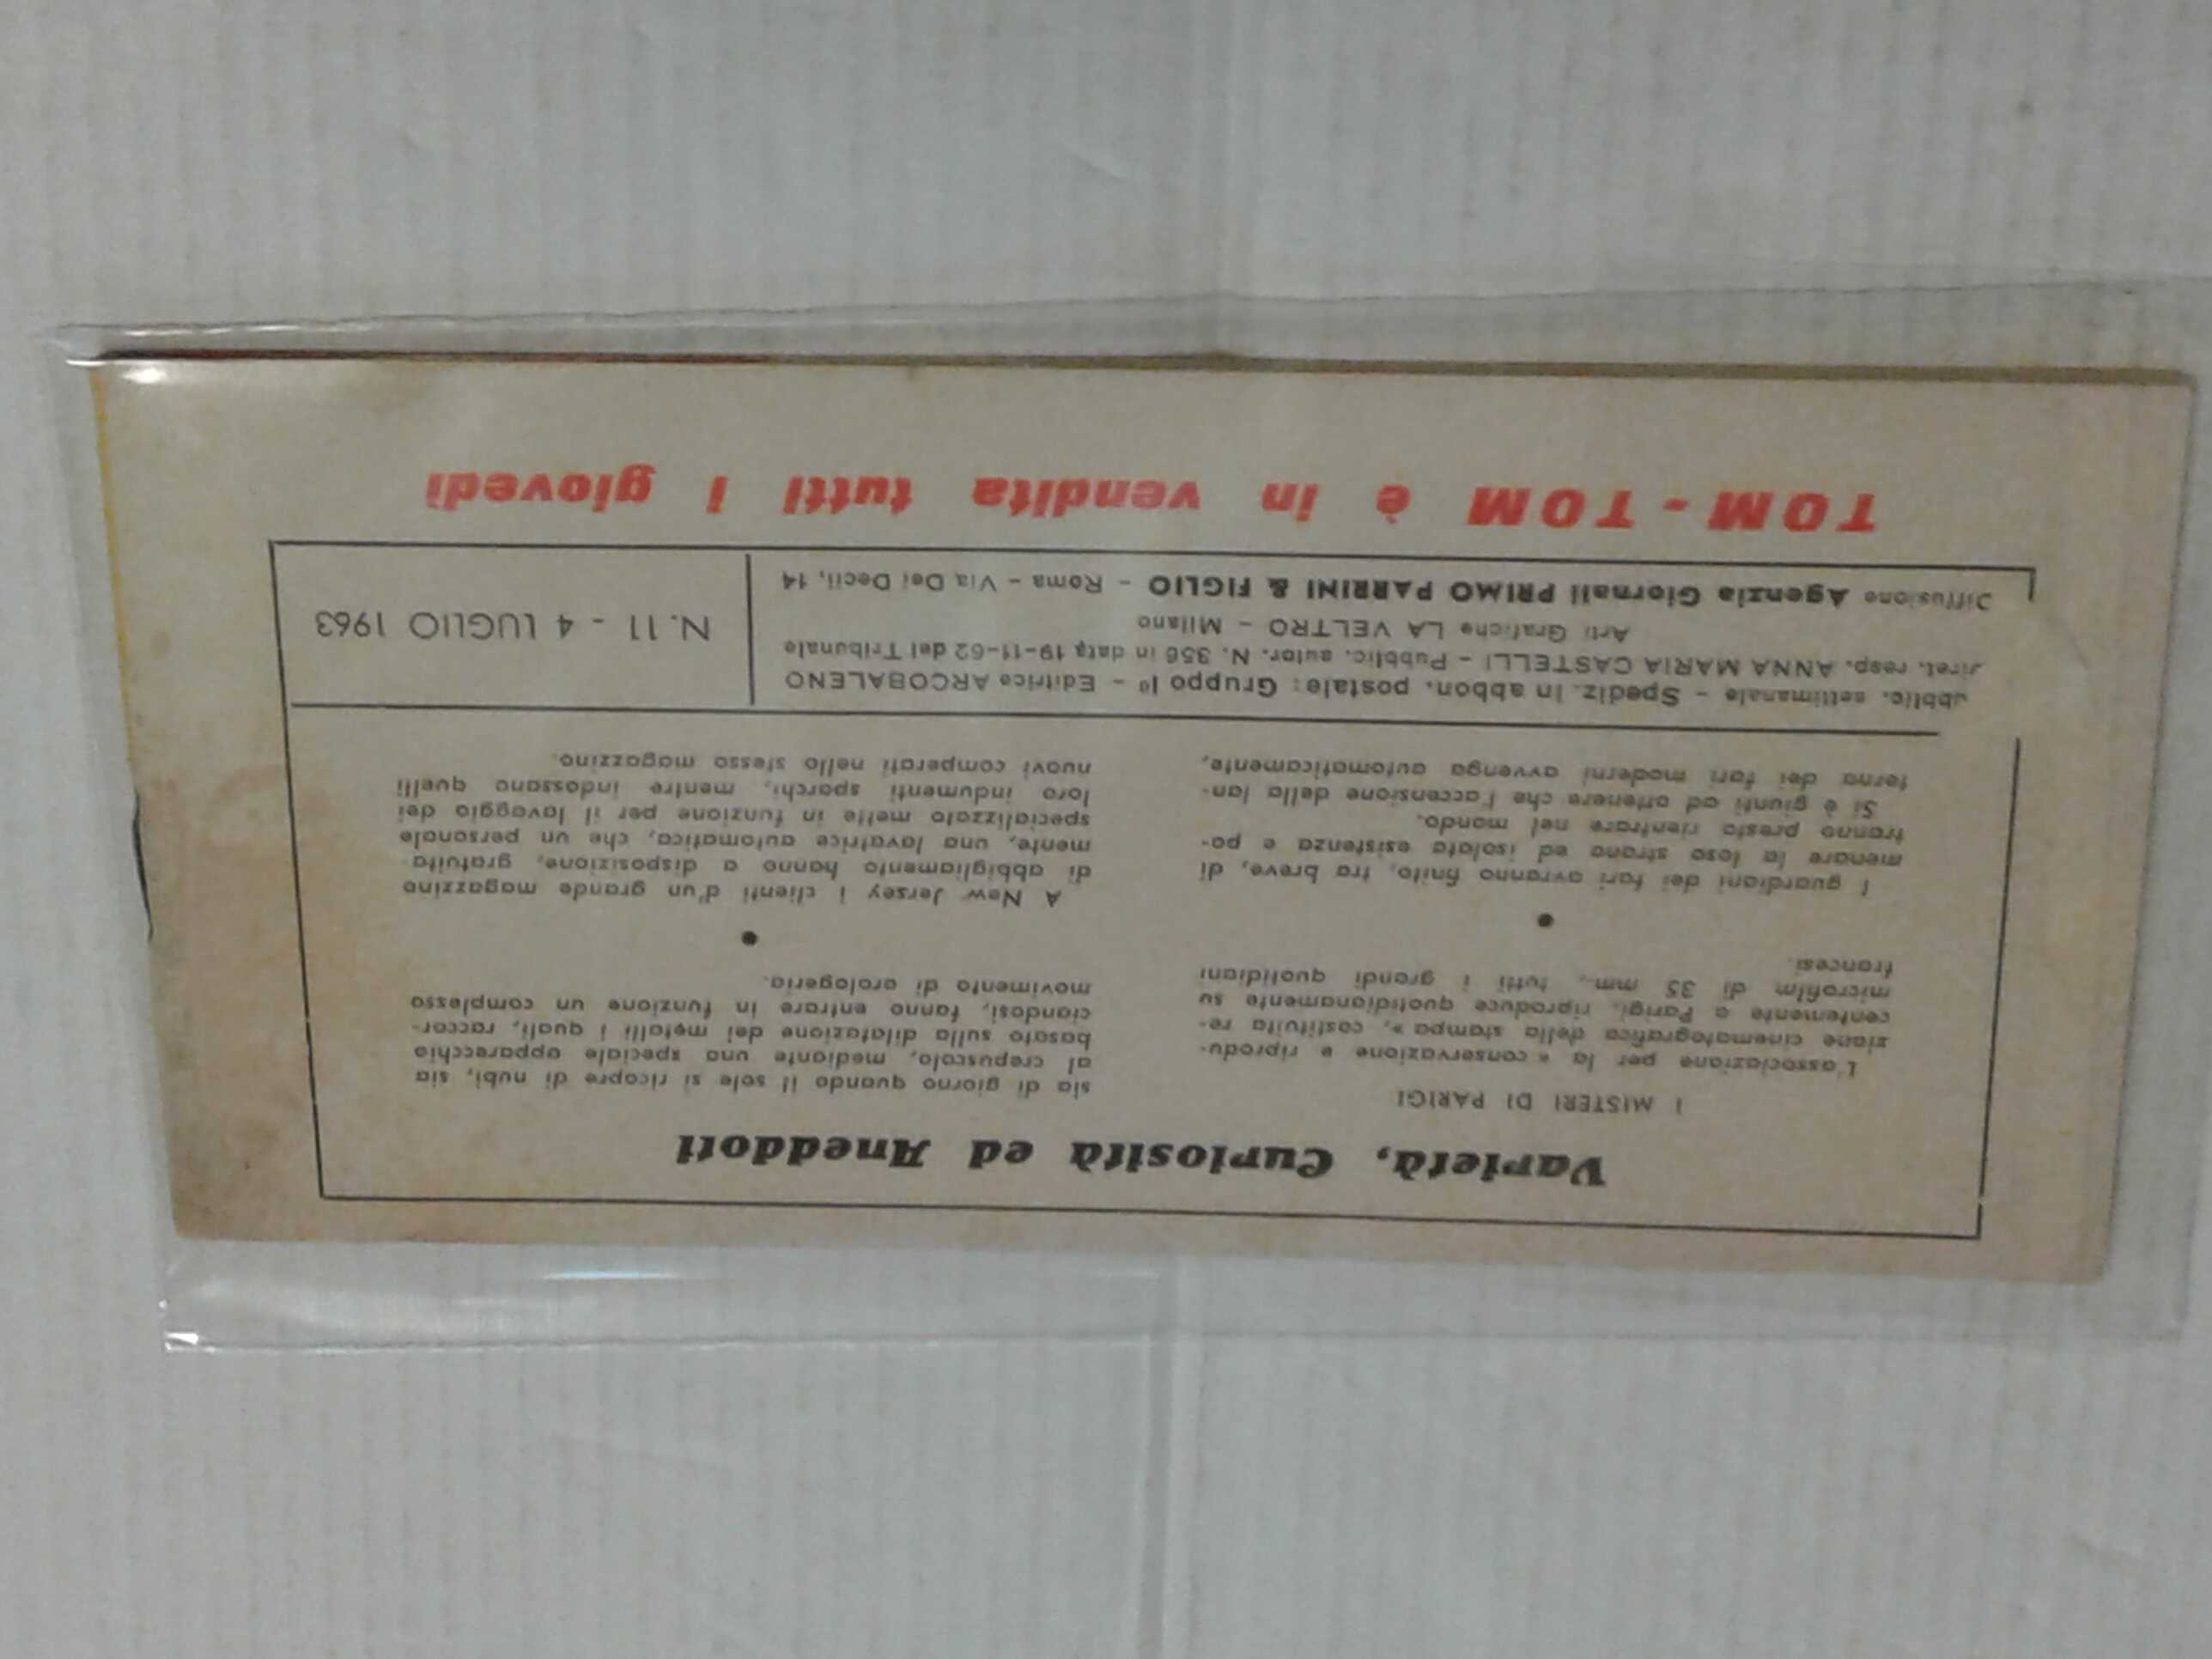 Varietà, Curiosità ed Aneddoti
I MISTERI DI PARIGI
L'associazione per la « conservazione e riprodu-
zione cinematografica della stampa », costituita re-
centemente a Parigi, riproduce quotidianamente su
microfilm di 35 mm., tutti i grandi quotidiani
francesi.
•
I guardiani dei fari avranno finito, tra breve, di
menare la loso strana ed isolata esistenza e po-
tranno presto rientrare nel mondo.
Si è giunti ad ottenere che l'accensione della lan-
terna dei fari moderni avvenga automaticamente,
sia di giorno quando il sole si ricopre di nubi, sia
al crepuscolo, mediante una speciale apparecchio
basato sulla dilatazione dei metalli i quali, raccor-
ciandosi, fanno entrare in funzione un complesso
movimento di orologeria.
•
A New Jersey i clienti d'un grande magazzino
di abbigliamento hanno a disposizione, gratuita-
mente, una lavatrice automatica, che un personale
specializzato mette in funzione per il lavaggio dei
loro indumenti sporchi, mentre indossano quelli
nuovi comperati nello stesso magazzino.
ubblic. settimanale - Spediz. in abbon. postale: Gruppo Iº - Editrice ARCOBALENO
Diret. resp. ANNA MARIA CASTELLI - Pubblic. autor. N. 356 in data 19-11-62 del Tribunale
Arti Grafiche LA VELTRO - Milano
Diffusione Agenzia Giornali PRIMO PARRINI & FIGLIO - Roma - Via Dei Decii, 14
N. 11 - 4 LUGLIO 1963
TOM-TOM è in vendita tutti i giovedì